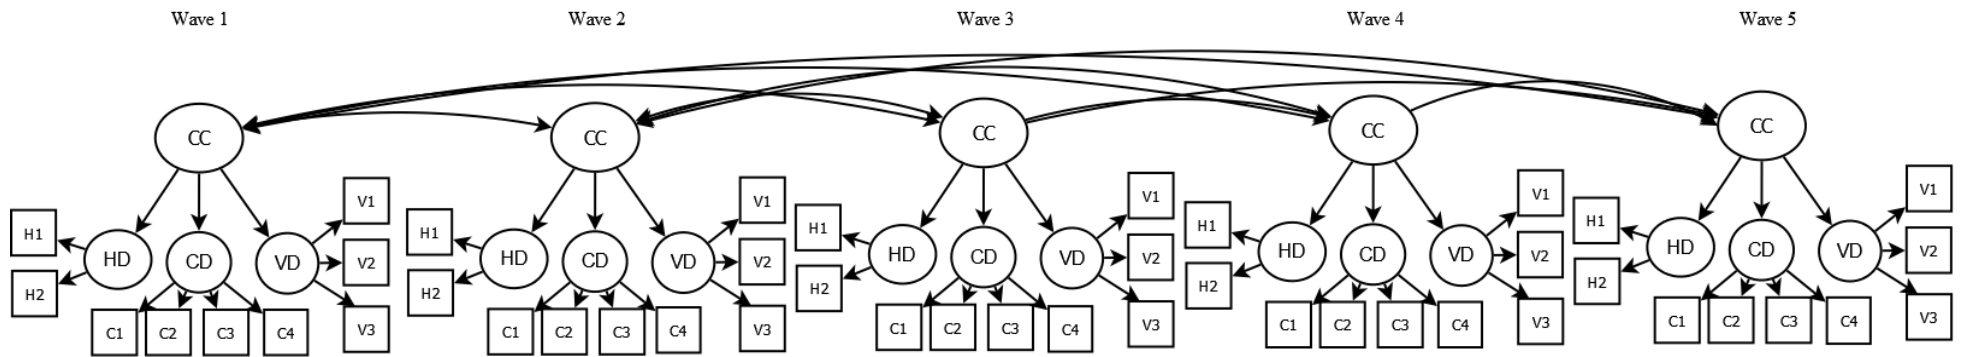 Wave 1 Wave 2 Wave 3 Wave 4 Wave 5
CC CC CC CC CC
V1 V1 V1 V1 V1
H1 H1 H1 H1 H1
HD CD VD V2 HD CD VD V2 HD CD VD V2 HD CD VD V2 HD CD VD V2
H2 H2 H2 H2 H2
C1 C2 C3 C4 V3 C1 C2 C3 C4 V3 C1 C2 C3 C4 V3 C1 C2 C3 C4 V3 C1 C2 C3 C4 V3